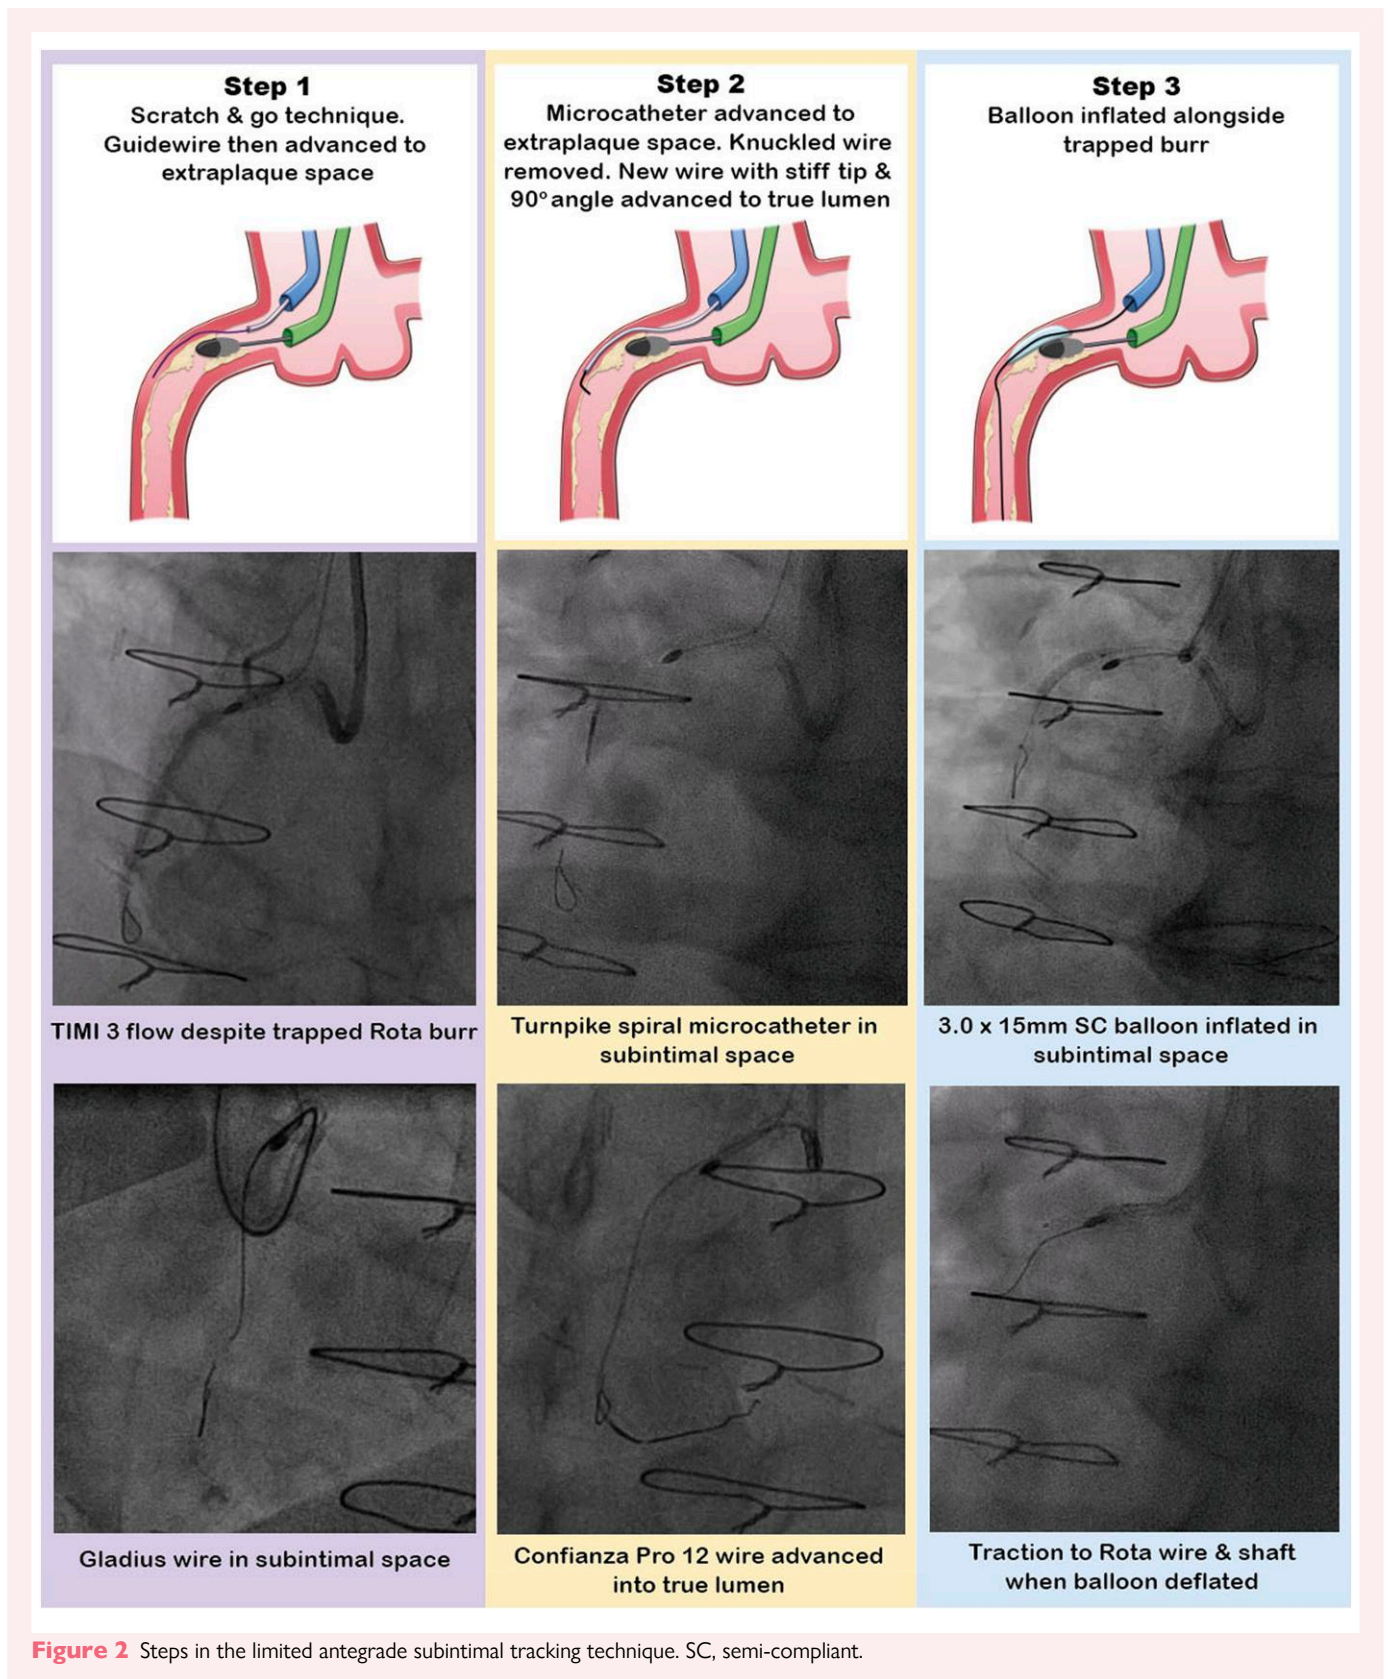 Step 1
Scratch & go technique.
Guidewire then advanced to
extraplaque space
Step 2
Microcatheter advanced to
extraplaque space. Knuckled wire
removed. New wire with stiff tip &
90° angle advanced to true lumen
Step 3
Balloon inflated alongside
trapped burr
TIMI 3 flow despite trapped Rota burr
Turnpike spiral microcatheter in
subintimal space
3.0 x 15mm SC balloon inflated in
subintimal space
Gladius wire in subintimal space
Confianza Pro 12 wire advanced
into true lumen
Traction to Rota wire & shaft
when balloon deflated
Figure 2 Steps in the limited antegrade subintimal tracking technique. SC, semi-compliant.